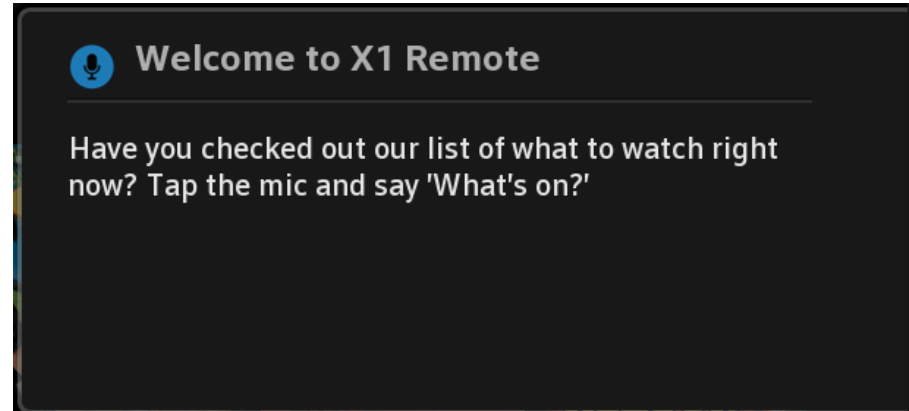 Welcome to X1 Remote
Have you checked out our list of what to watch right
now? Tap the mic and say 'What's on?'